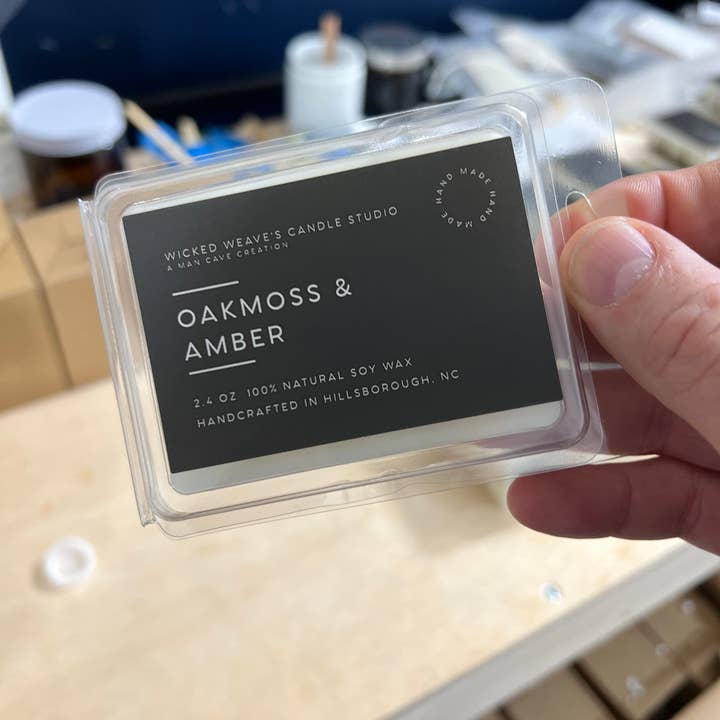 WICKED WEAVE'S CANDLE STUDIO
A MAN CAVE CREATION
HAND MADE HAND MADE
OAKMOSS &
AMBER
2.4 OZ 100% NATURAL SOY WAX
HANDCRAFTED IN HILLSBOROUGH, NC